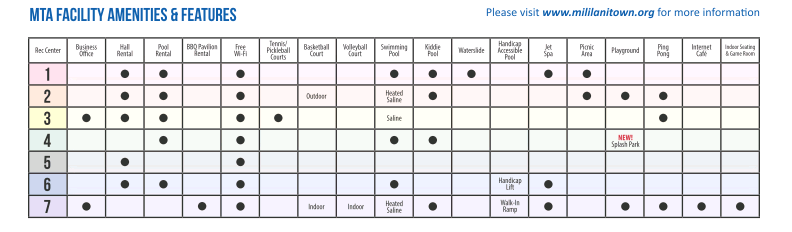 MTA FACILITY AMENITIES & FEATURES
Please visit www.mililanitown.org for more information
Rec Center Business Office Hall Rental Pool Rental BBQ Pavilion Rental Free Wi-Fi Tennis/ Pickleball Courts Basketball Court Volleyball Court Swimming Pool Kiddie Pool Waterslide Handicap Accessible Pool Jet Spa Picnic Area Playground Ping Pong Internet Café Indoor Seating & Game Room
1 ● ● ● ● ● ● ● ●
2 ● ● ● Outdoor Heated Saline ● ● ● ●
3 ● ● ● ● ● Saline ●
4 ● ● ● ● NEW! Splash Park
5 ● ●
6 ● ● ● ● Handicap Lift ●
7 ● ● ● Indoor Indoor Heated Saline ● Walk-In Ramp ● ● ● ● ●